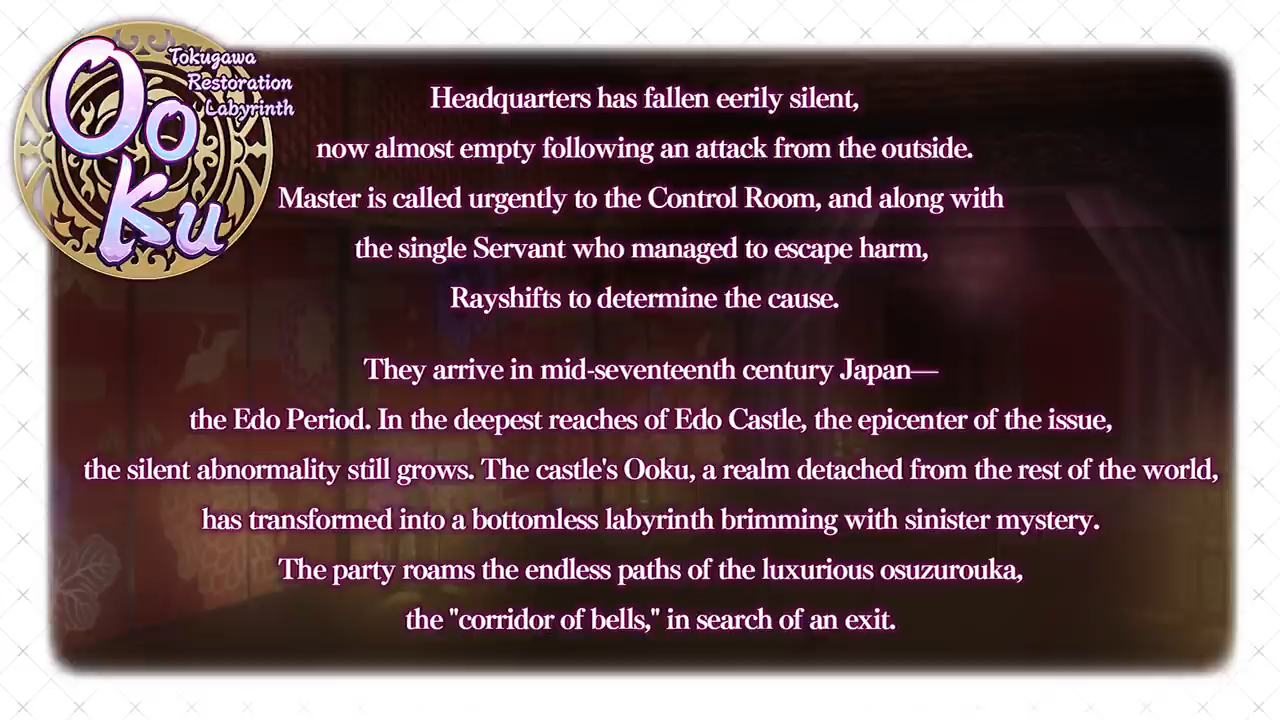 Ooku
Tokugawa
Restoration
Labyrinth
Headquarters has fallen eerily silent,
now almost empty following an attack from the outside.
Master is called urgently to the Control Room, and along with
the single Servant who managed to escape harm,
Rayshifts to determine the cause.
They arrive in mid-seventeenth century Japan—
the Edo Period. In the deepest reaches of Edo Castle, the epicenter of the issue,
the silent abnormality still grows. The castle's Ooku, a realm detached from the rest of the world,
has transformed into a bottomless labyrinth brimming with sinister mystery.
The party roams the endless paths of the luxurious osuzurouka,
the "corridor of bells," in search of an exit.